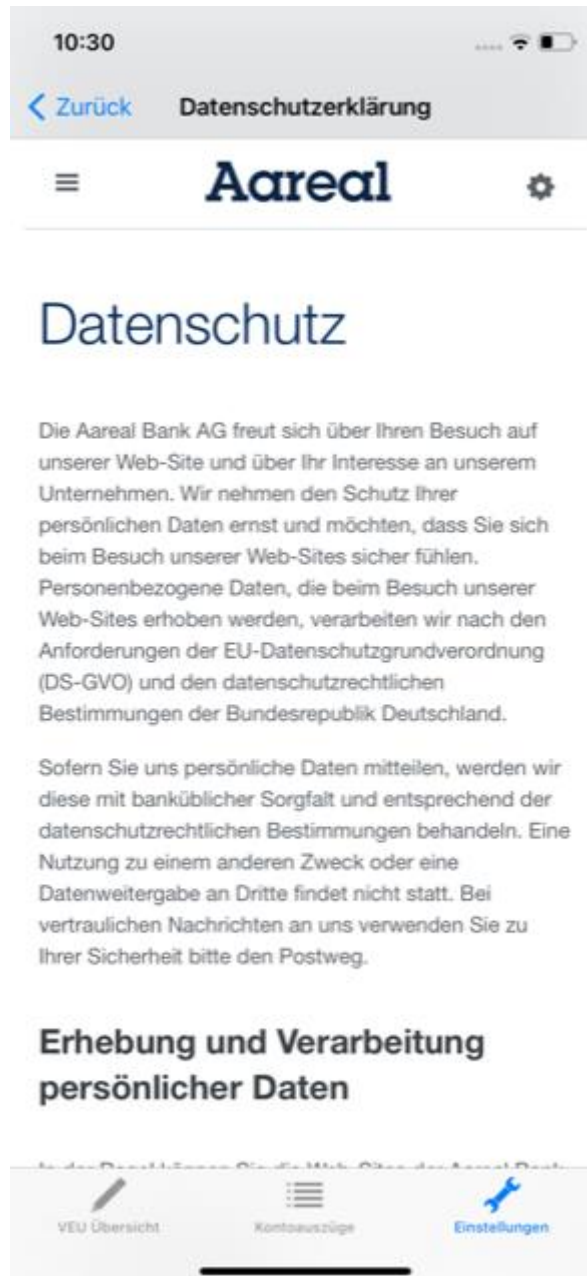 10:30
Zurück Datenschutzerklärung
Aareal
Datenschutz
Die Aareal Bank AG freut sich über Ihren Besuch auf
unserer Web-Site und über Ihr Interesse an unserem
Unternehmen. Wir nehmen den Schutz Ihrer
persönlichen Daten ernst und möchten, dass Sie sich
beim Besuch unserer Web-Sites sicher fühlen.
Personenbezogene Daten, die beim Besuch unserer
Web-Sites erhoben werden, verarbeiten wir nach den
Anforderungen der EU-Datenschutzgrundverordnung
(DS-GVO) und den datenschutzrechtlichen
Bestimmungen der Bundesrepublik Deutschland.
Sofern Sie uns persönliche Daten mitteilen, werden wir
diese mit banküblicher Sorgfalt und entsprechend der
datenschutzrechtlichen Bestimmungen behandeln. Eine
Nutzung zu einem anderen Zweck oder eine
Datenweitergabe an Dritte findet nicht statt. Bei
vertraulichen Nachrichten an uns verwenden Sie zu
Ihrer Sicherheit bitte den Postweg.
Erhebung und Verarbeitung
persönlicher Daten
VEU Übersicht Kontoauszüge Einstellungen